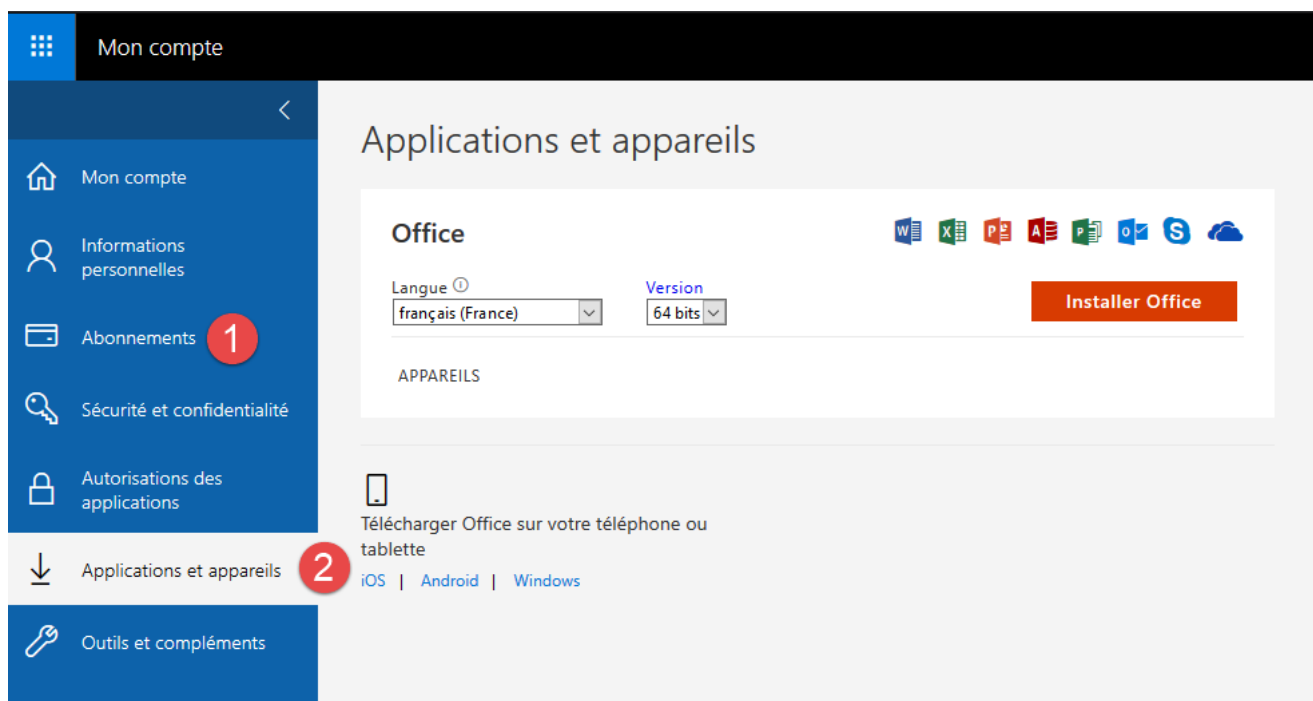 Mon compte
Mon compte
Informations
personnelles
Abonnements 1
Sécurité et confidentialité
Autorisations des
applications
Applications et appareils 2
Outils et compléments
Applications et appareils
Office
Langue
Version
français (France)
64 bits
Installer Office
APPAREILS
Télécharger Office sur votre téléphone ou
tablette
iOS | Android | Windows